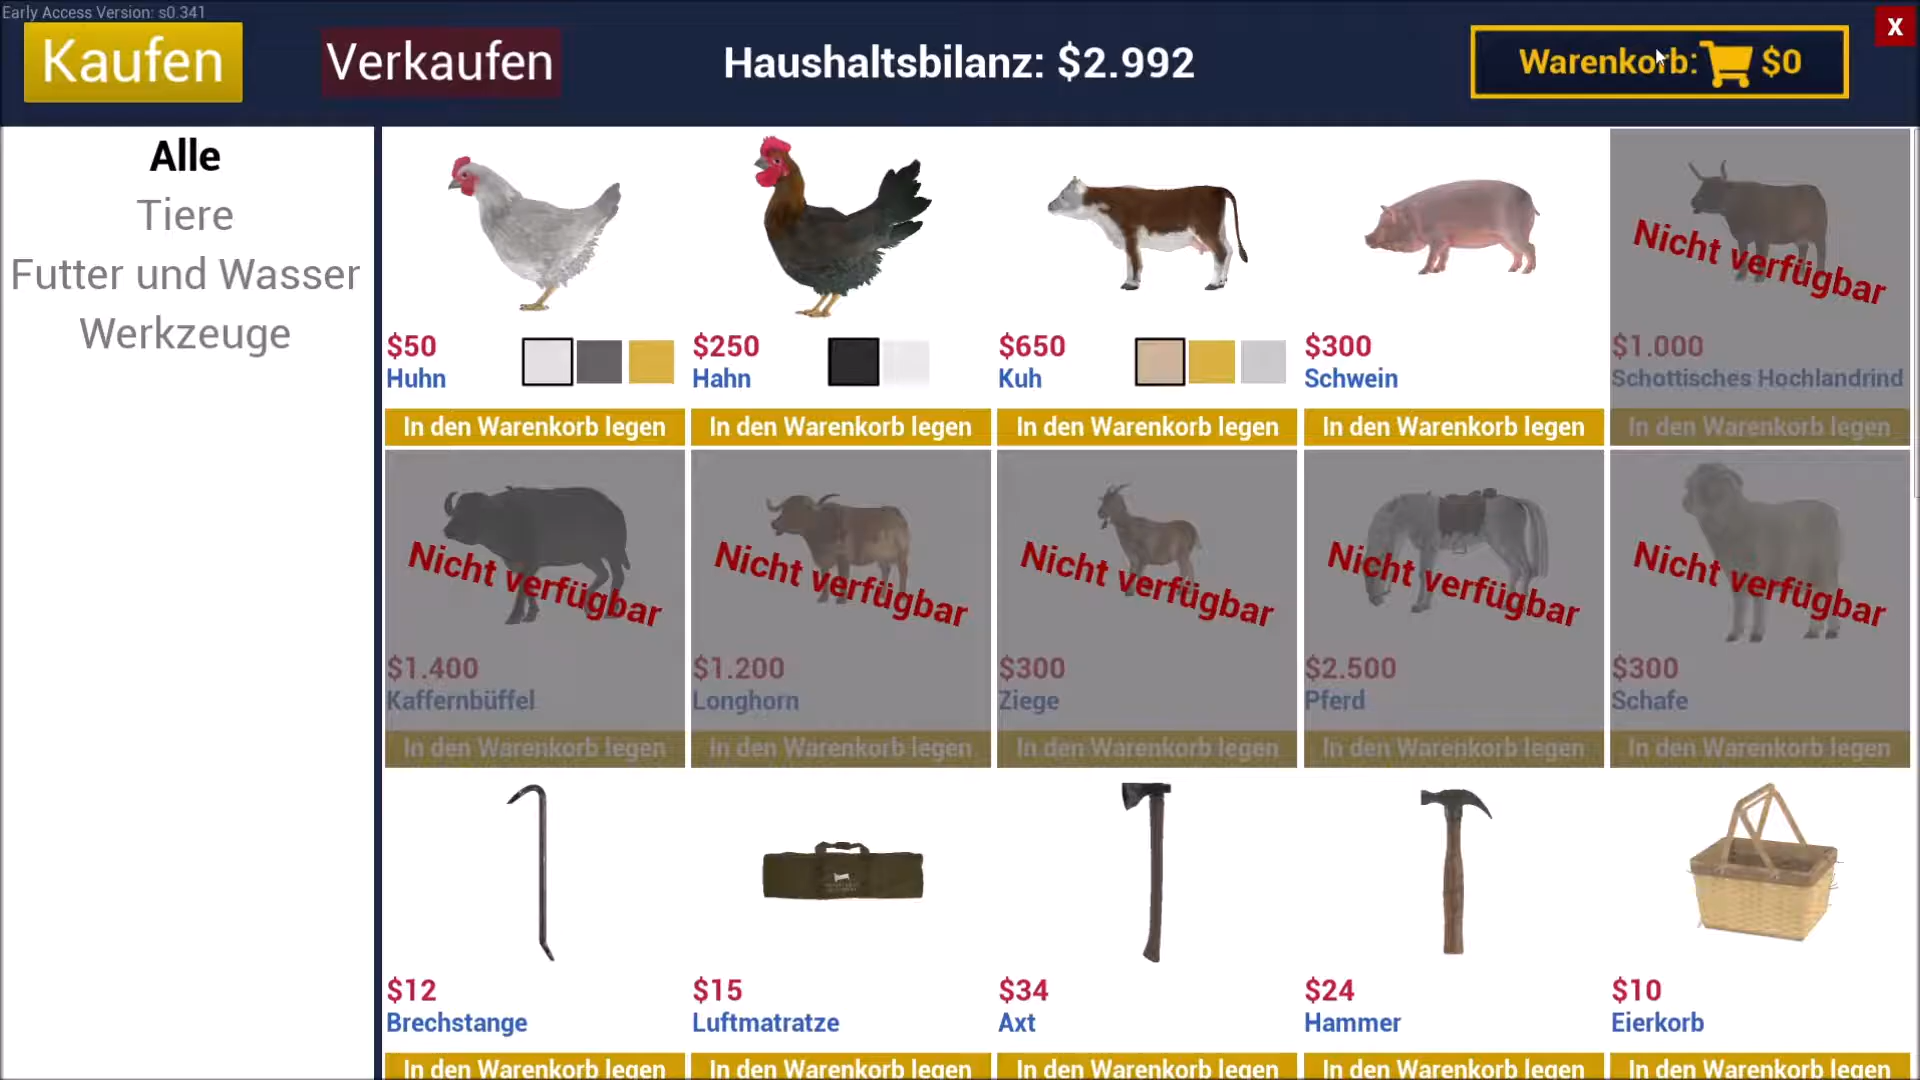 Early Access Version: s0.341
Kaufen
Verkaufen
Haushaltsbilanz: $2.992
Warenkorb: $0
X
Alle
Tiere
Futter und Wasser
Werkzeuge
$50
Huhn
In den Warenkorb legen
$250
Hahn
In den Warenkorb legen
$650
Kuh
In den Warenkorb legen
$300
Schwein
In den Warenkorb legen
Nicht verfügbar
$1.000
Schottisches Hochlandrind
In den Warenkorb legen
Nicht verfügbar
$1.400
Kaffernbüffel
In den Warenkorb legen
Nicht verfügbar
$1.200
Longhorn
In den Warenkorb legen
Nicht verfügbar
$300
Ziege
In den Warenkorb legen
Nicht verfügbar
$2.500
Pferd
In den Warenkorb legen
Nicht verfügbar
$300
Schafe
In den Warenkorb legen
$12
Brechstange
In den Warenkorb legen
$15
Luftmatratze
In den Warenkorb legen
$34
Axt
In den Warenkorb legen
$24
Hammer
In den Warenkorb legen
$10
Eierkorb
In den Warenkorb legen